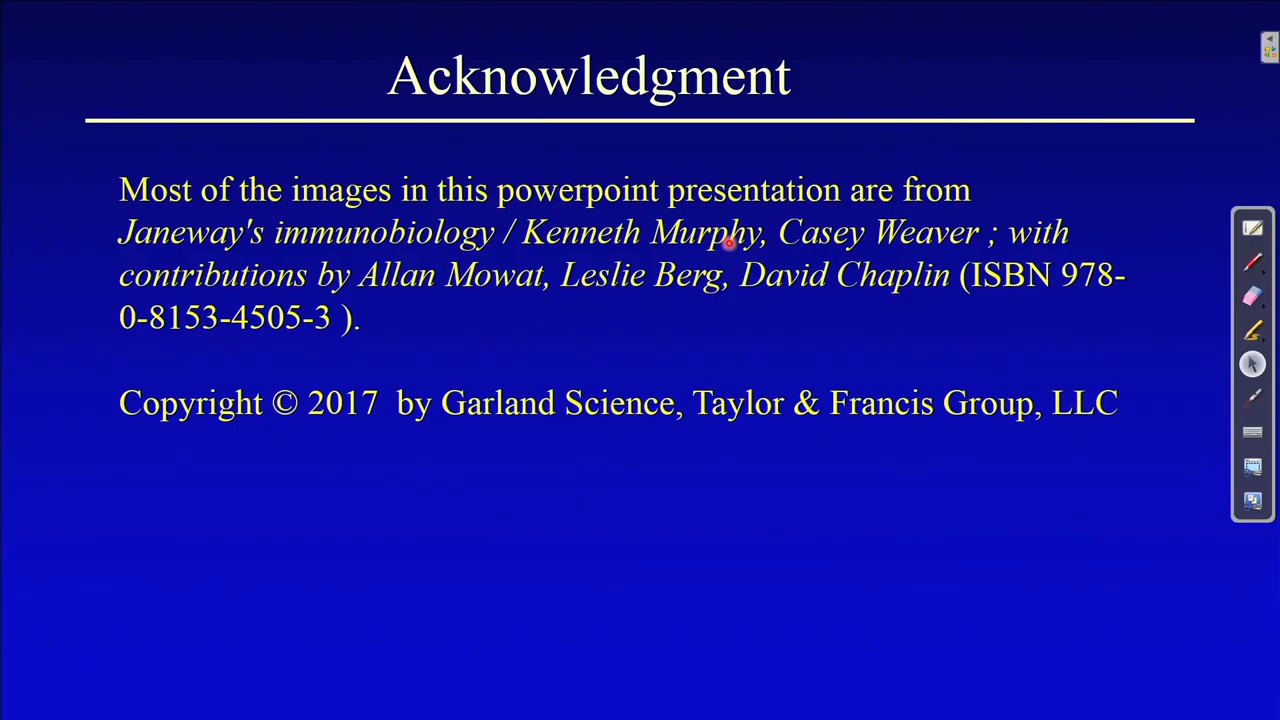 Acknowledgment
Most of the images in this powerpoint presentation are from
Janeway's immunobiology / Kenneth Murphy, Casey Weaver ; with
contributions by Allan Mowat, Leslie Berg, David Chaplin (ISBN 978-
0-8153-4505-3 ).
Copyright © 2017  by Garland Science, Taylor & Francis Group, LLC